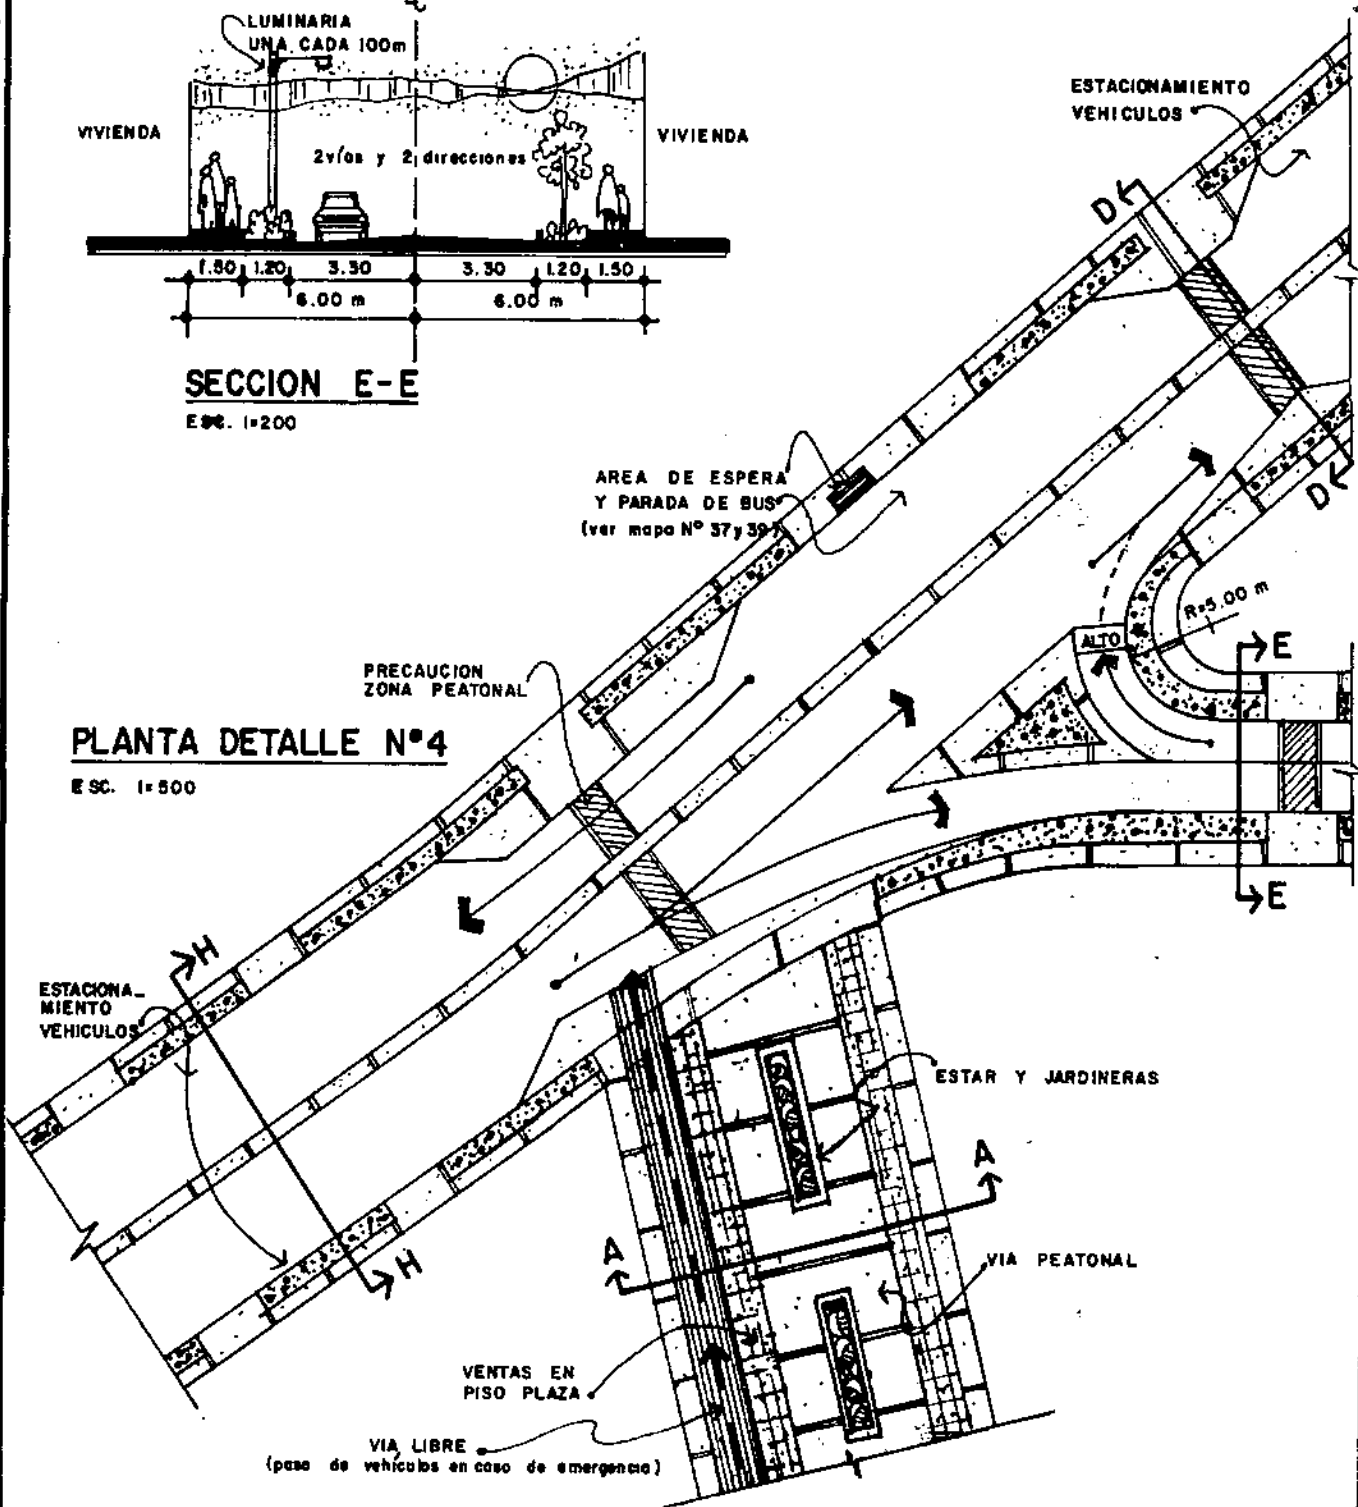 LUMINARIA
UNA CADA 100m
VIVIENDA
VIVIENDA
2 vías y 2 direcciones
1.50 1.20 3.30 3.30 1.20 1.50
6.00 m 6.00 m
SECCION E-E
ESC. 1=200
ESTACIONAMIENTO
VEHICULOS
D
D
AREA DE ESPERA
Y PARADA DE BUS
(ver mapa Nº 37 y 39)
R=5.00 m
ALTO
E
E
PRECAUCION
ZONA PEATONAL
PLANTA DETALLE Nº4
ESC. 1=500
H
H
ESTACIONA_
MIENTO
VEHICULOS
ESTAR Y JARDINERAS
A
A
VIA PEATONAL
VENTAS EN
PISO PLAZA
VIA LIBRE
(paso de vehículos en caso de emergencia)